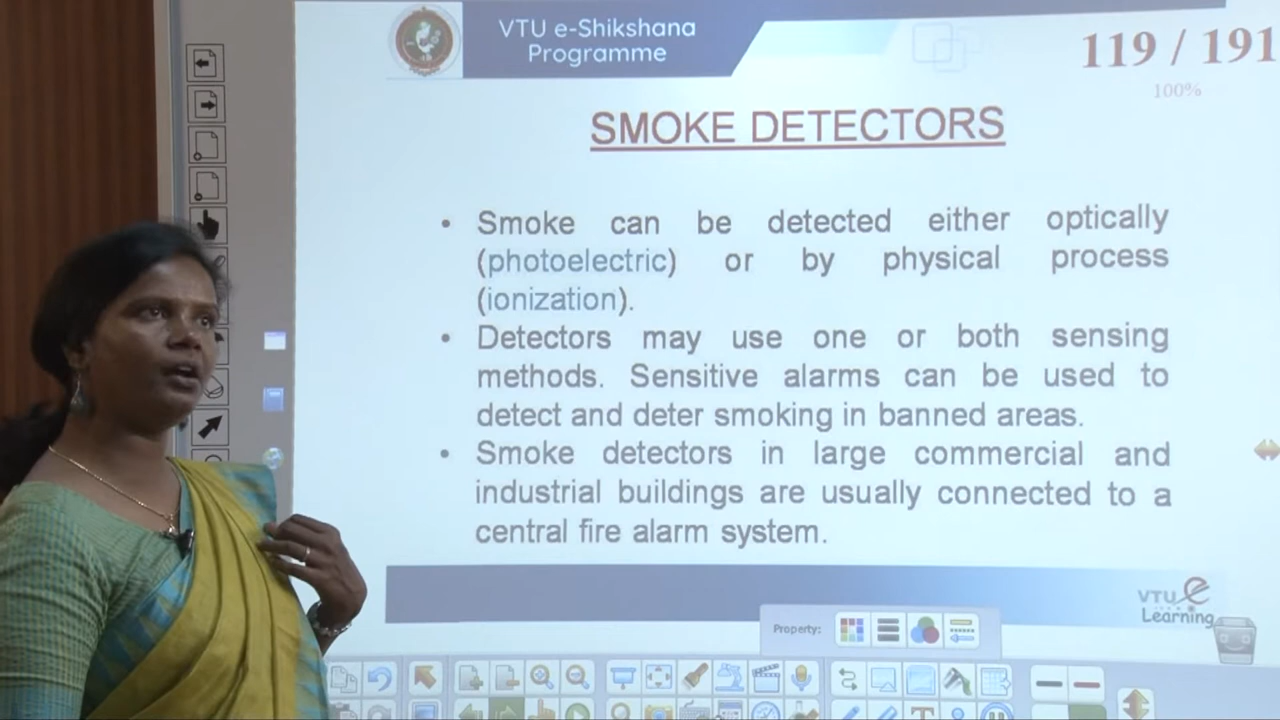 VTU e-Shikshana
Programme
119 / 191
100%
SMOKE DETECTORS
• Smoke can be detected either optically
(photoelectric) or by physical process
(ionization).
• Detectors may use one or both sensing
methods. Sensitive alarms can be used to
detect and deter smoking in banned areas.
• Smoke detectors in large commercial and
industrial buildings are usually connected to a
central fire alarm system.
VTU e
Learning
Property: